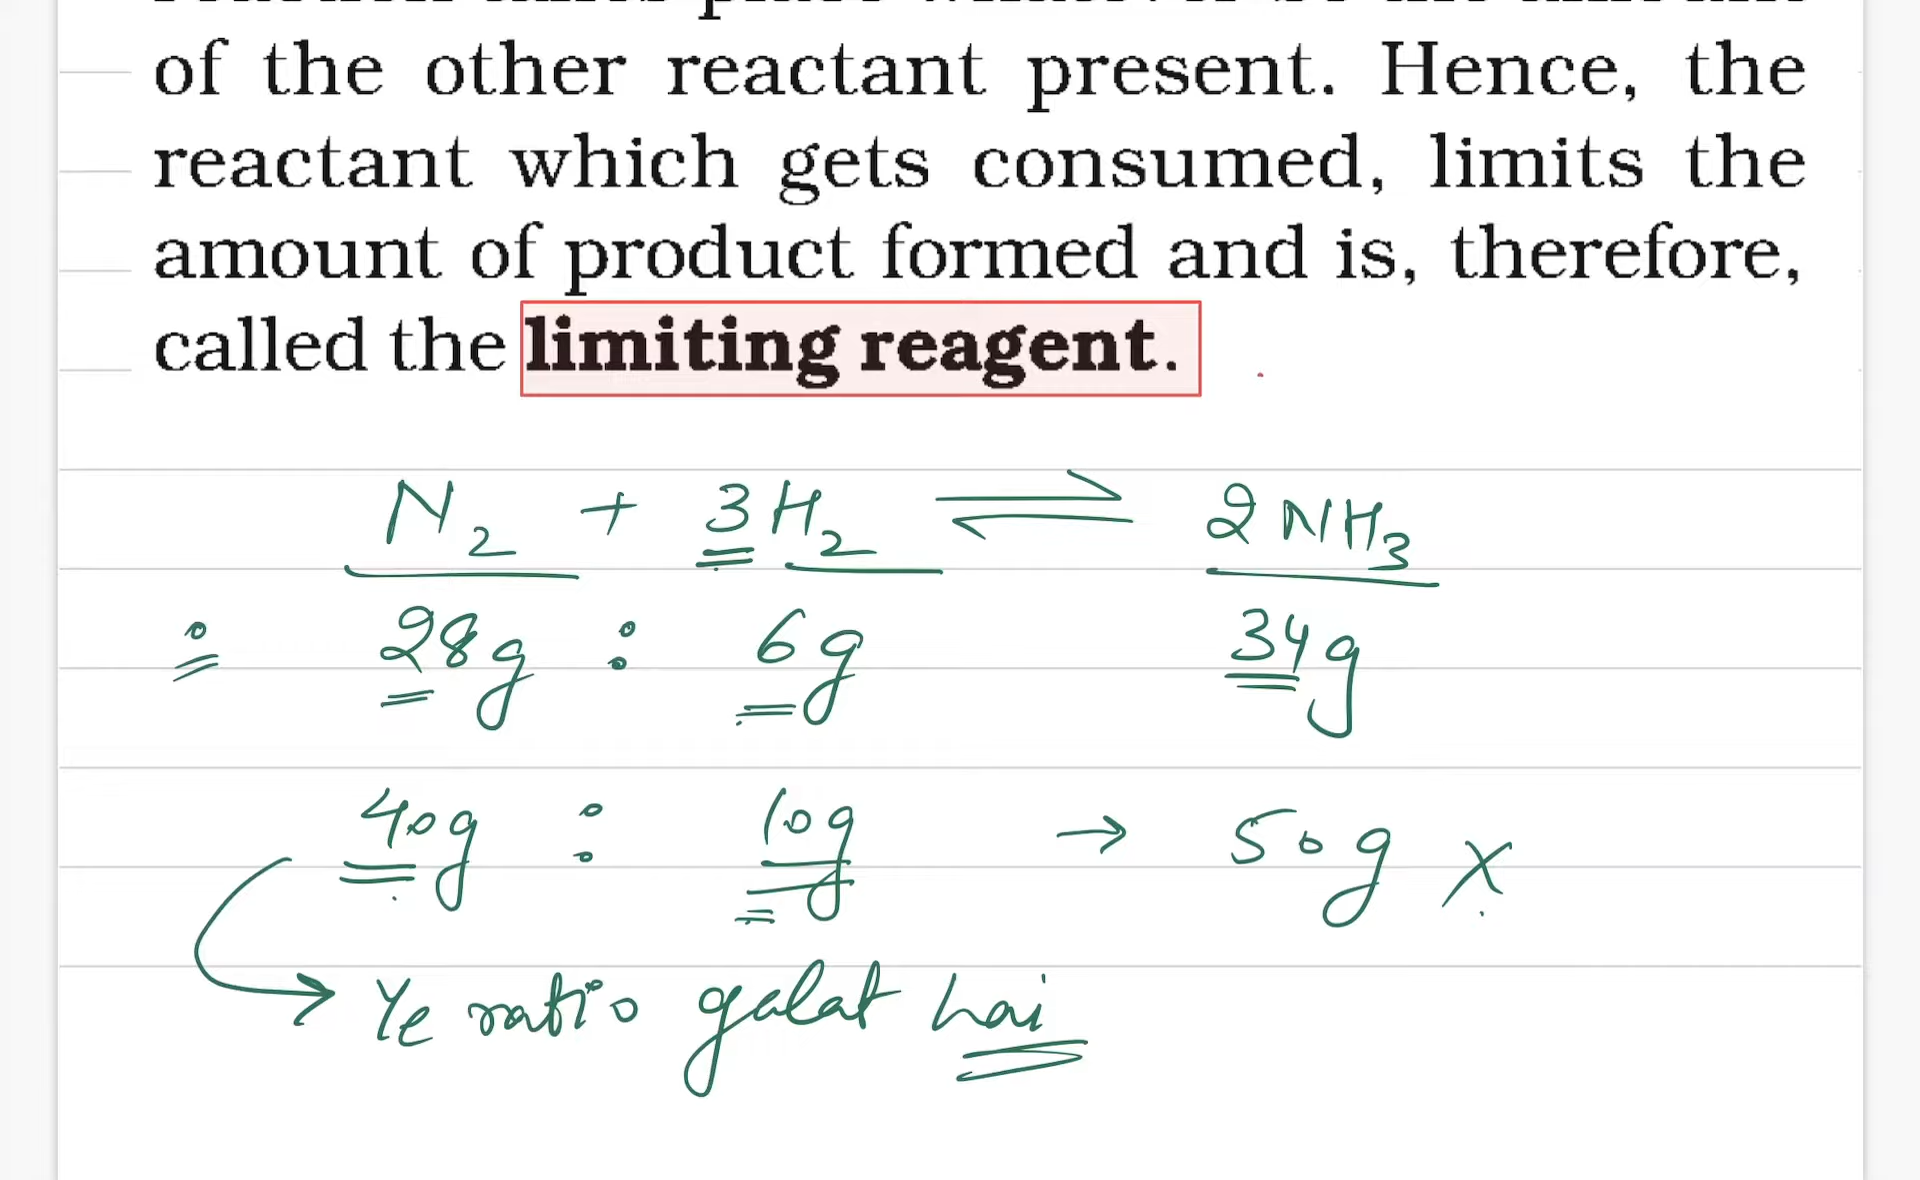 of the other reactant present. Hence, the
reactant which gets consumed, limits the
amount of product formed and is, therefore,
called the limiting reagent.
N₂ + 3H₂ ⇌ 2NH₃
28g : 6g 34g
40g : 10g → 50g x
→ Ye ratio galat hai